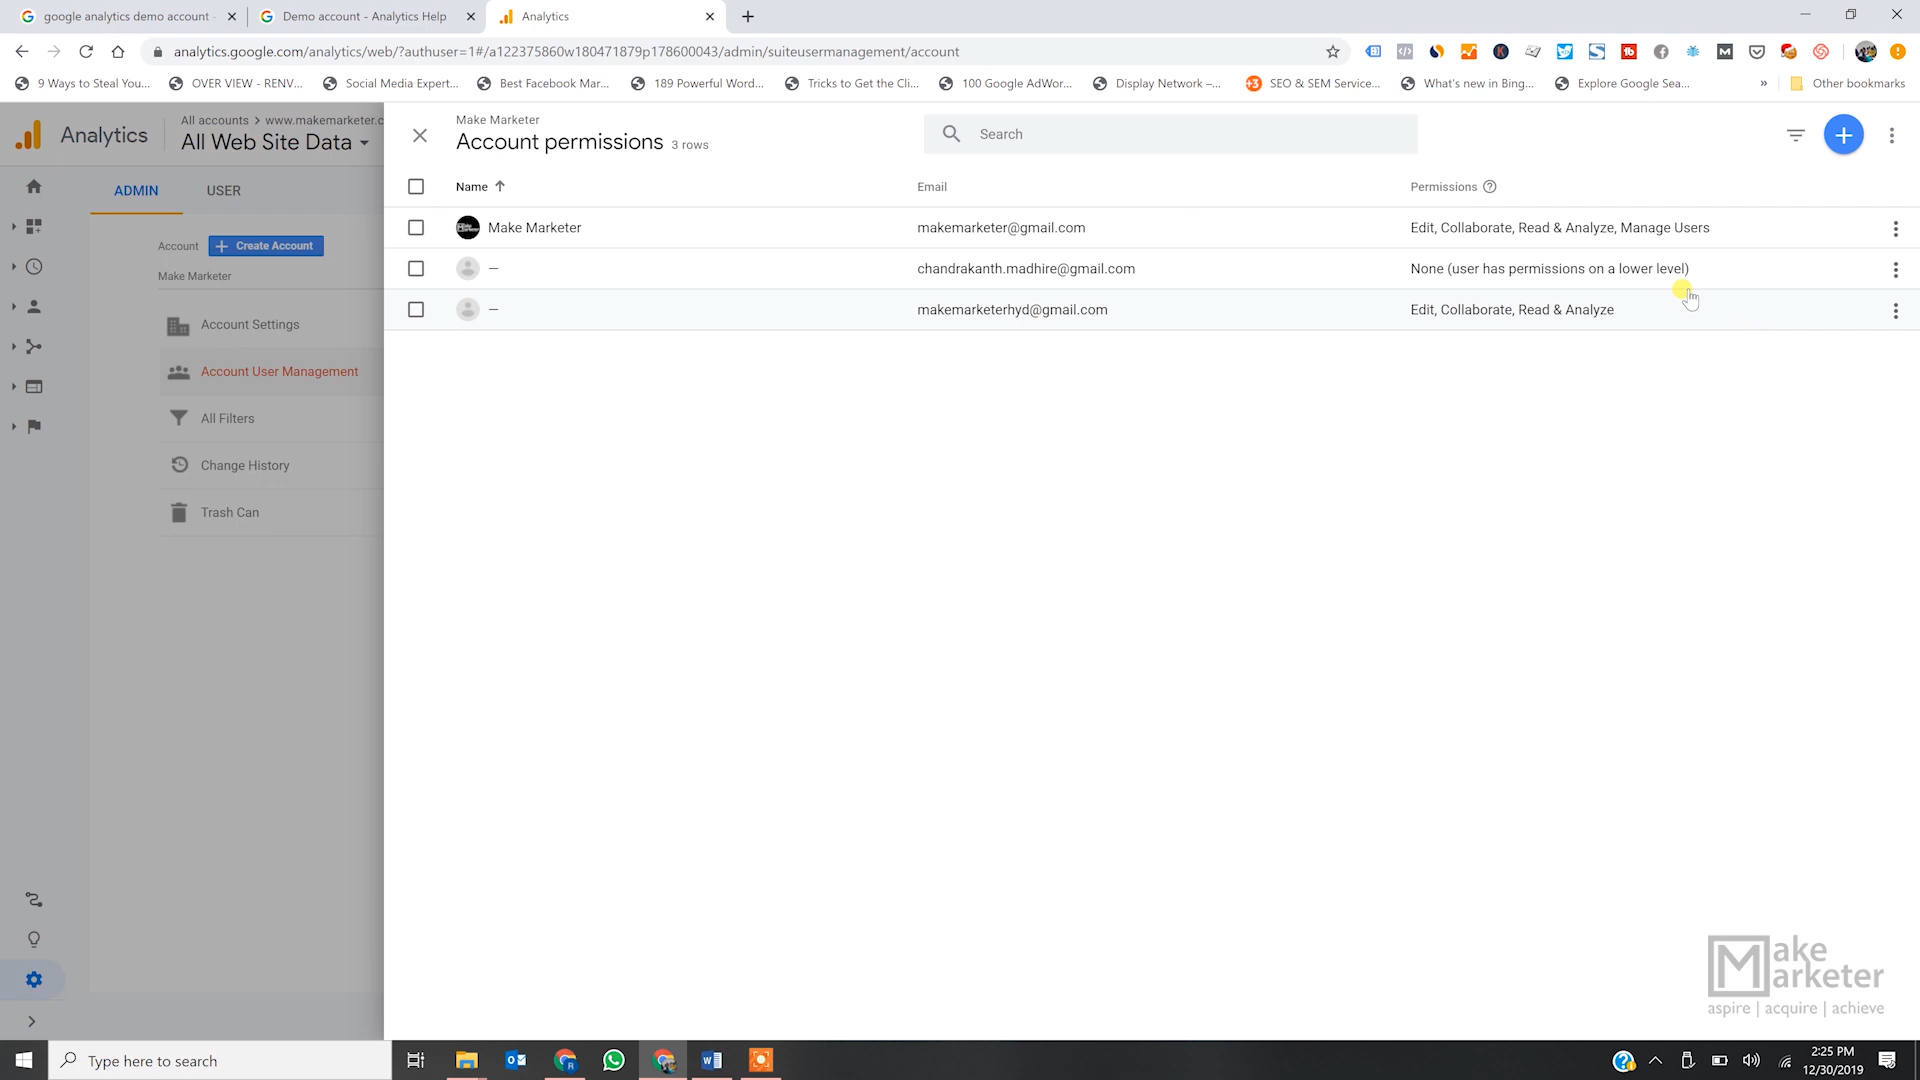 google analytics demo account -
Demo account - Analytics Help
Analytics
analytics.google.com/analytics/web/?authuser=1#/a122375860w180471879p178600043/admin/suiteusermanagement/account
9 Ways to Steal You...
OVER VIEW - RENV...
Social Media Expert...
Best Facebook Mar...
189 Powerful Word...
Tricks to Get the Cli...
100 Google AdWor...
Display Network –...
SEO & SEM Service...
What's new in Bing...
Explore Google Sea...
»
Other bookmarks
Analytics
All accounts > www.makemarketer.c
All Web Site Data
ADMIN
USER
Account
Create Account
Make Marketer
Account Settings
Account User Management
All Filters
Change History
Trash Can
Make Marketer
Account permissions 3 rows
Search
Name
Email
Permissions
Make Marketer
makemarketer@gmail.com
Edit, Collaborate, Read & Analyze, Manage Users
—
chandrakanth.madhire@gmail.com
None (user has permissions on a lower level)
—
makemarketerhyd@gmail.com
Edit, Collaborate, Read & Analyze
Make
Marketer
aspire | acquire | achieve
Type here to search
2:25 PM
12/30/2019